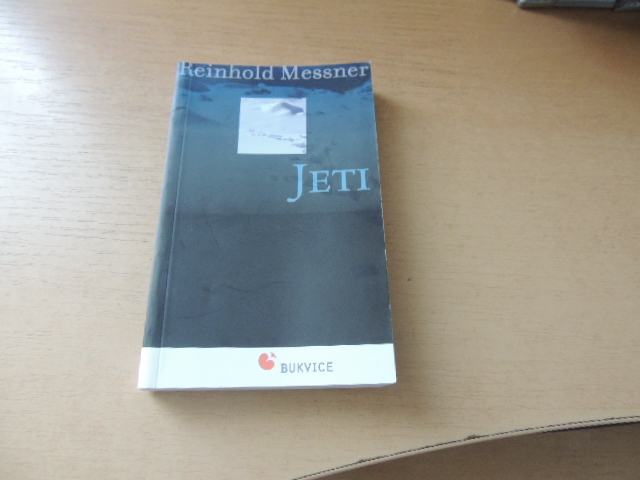 Reinhold Messner
JETI
BUKVICE